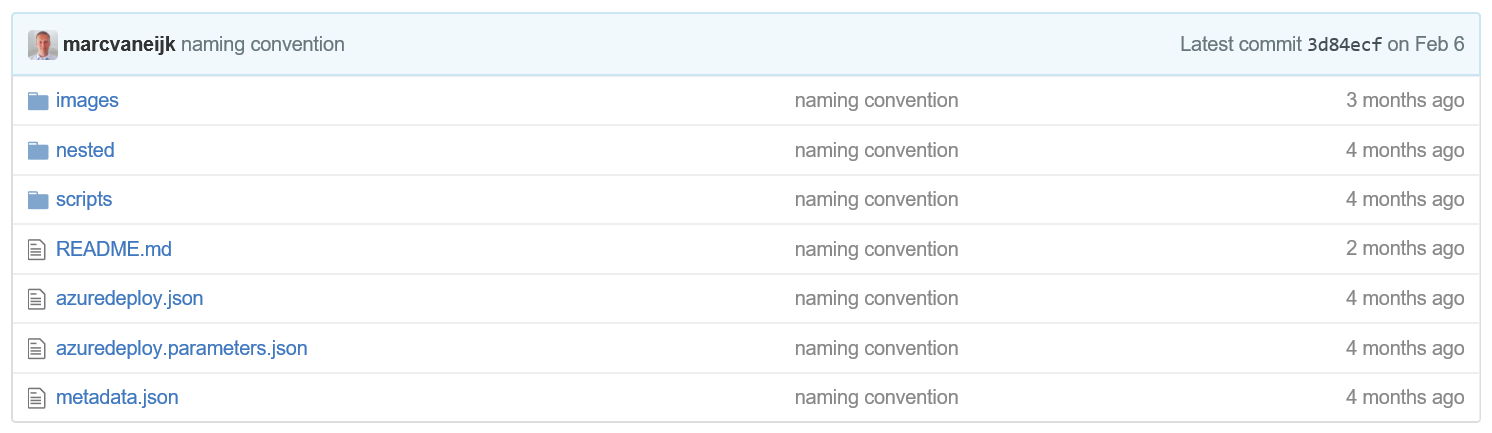 marcvaneijk naming convention Latest commit 3d84ecf on Feb 6
images naming convention 3 months ago
nested naming convention 4 months ago
scripts naming convention 4 months ago
README.md naming convention 2 months ago
azuredeploy.json naming convention 4 months ago
azuredeploy.parameters.json naming convention 4 months ago
metadata.json naming convention 4 months ago